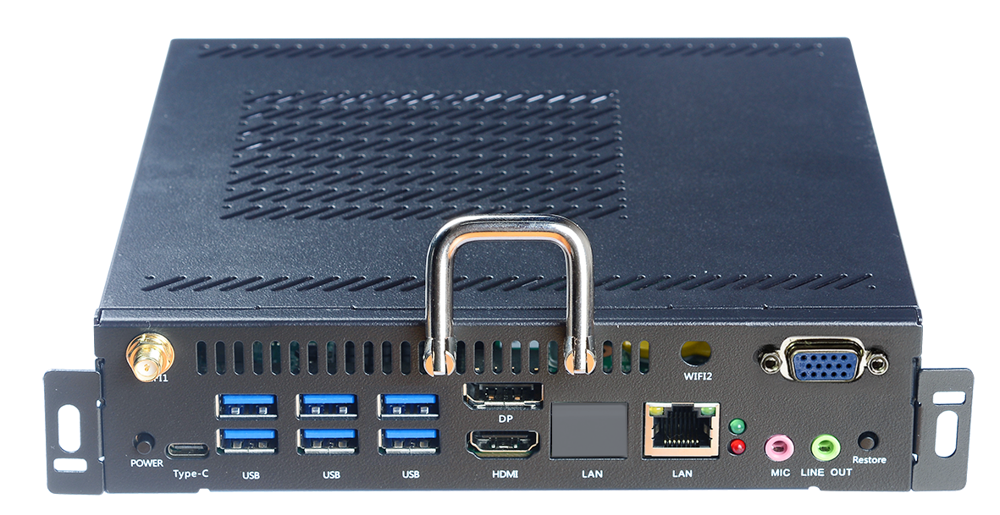 WIFI2
DP
POWER
Type-C
USB
USB
USB
HDMI
LAN
LAN
MIC
LINE OUT
Restore